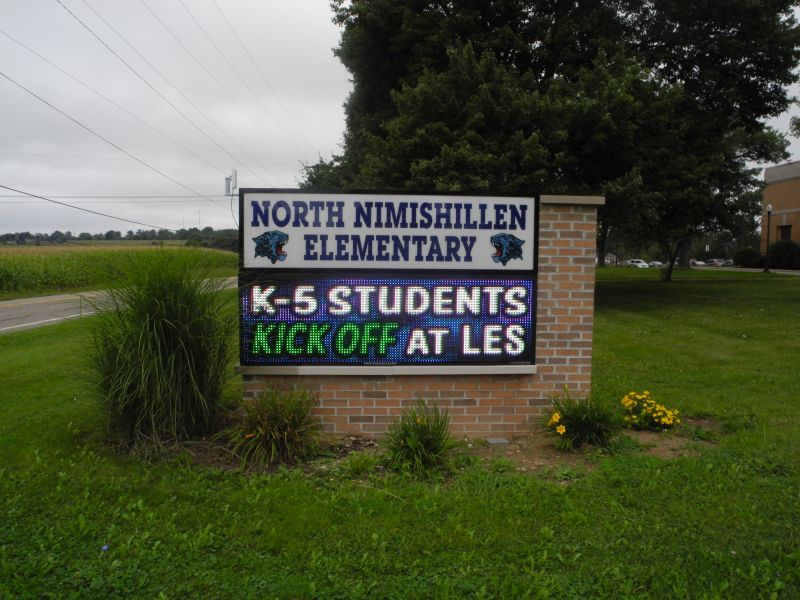 NORTH NIMISHILLEN
ELEMENTARY
K-5 STUDENTS
KICK OFF AT LES